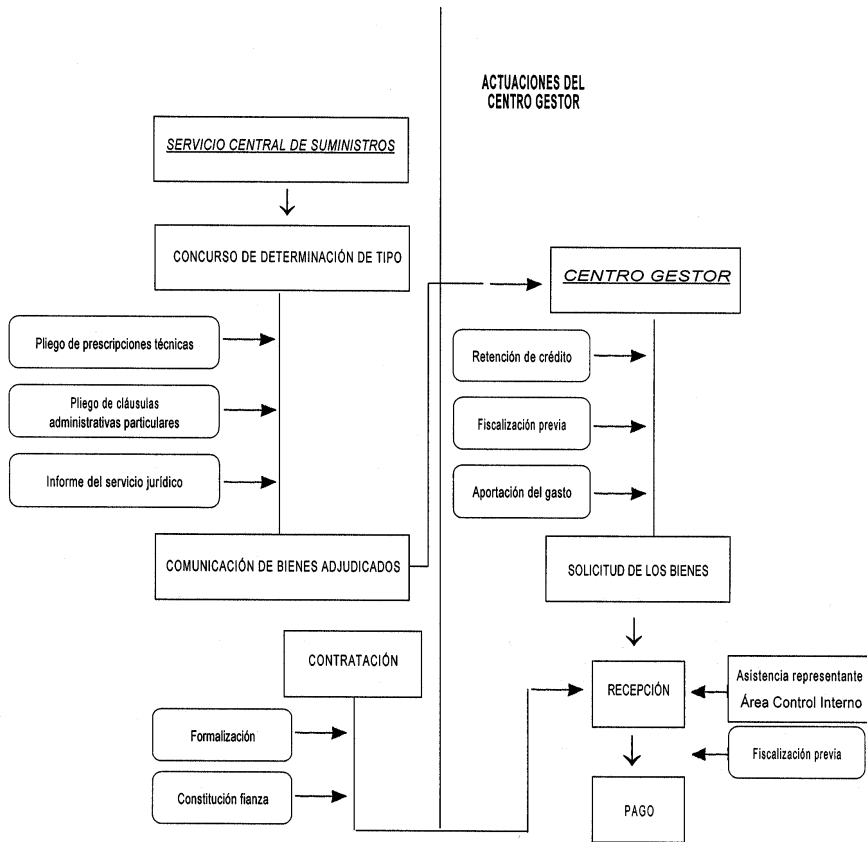 ACTUACIONES DEL
CENTRO GESTOR
SERVICIO CENTRAL DE SUMINISTROS
CONCURSO DE DETERMINACIÓN DE TIPO
Pliego de prescripciones técnicas
Pliego de cláusulas
administrativas particulares
Informe del servicio jurídico
COMUNICACIÓN DE BIENES ADJUDICADOS
CENTRO GESTOR
Retención de crédito
Fiscalización previa
Aportación del gasto
SOLICITUD DE LOS BIENES
CONTRATACIÓN
Formalización
Constitución fianza
RECEPCIÓN
Asistencia representante
Área Control Interno
Fiscalización previa
PAGO